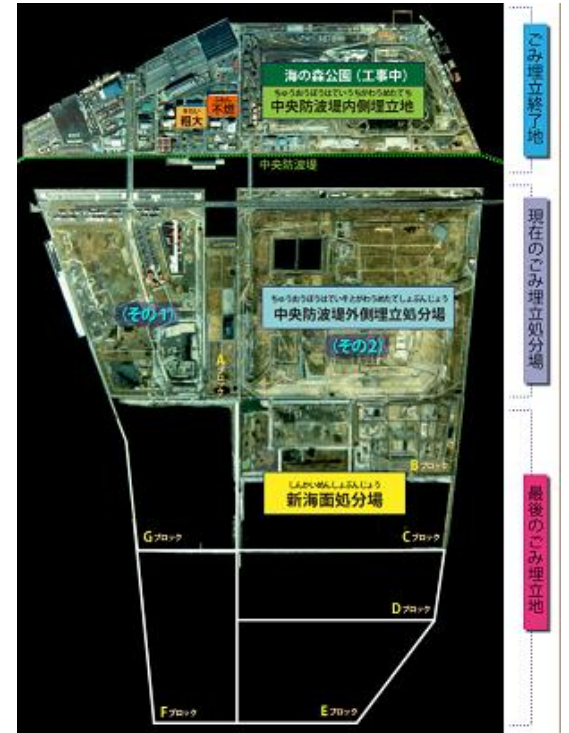 海の森公園（工事中）
ちゅうおうぼうはていうちがわうめたてち
中央防波堤内側埋立地
ふねん
不燃
そだい
粗大
中央防波堤
ごみ埋立終了地
ちゅうおうぼうはていそとがわうめたてしょぶんじょう
中央防波堤外側埋立処分場
（その1）
（その2）
現在のごみ埋立処分場
Aブロック
Bブロック
しんかいめんしょぶんじょう
新海面処分場
Gブロック
Cブロック
Dブロック
Fブロック
Eブロック
最後のごみ埋立地